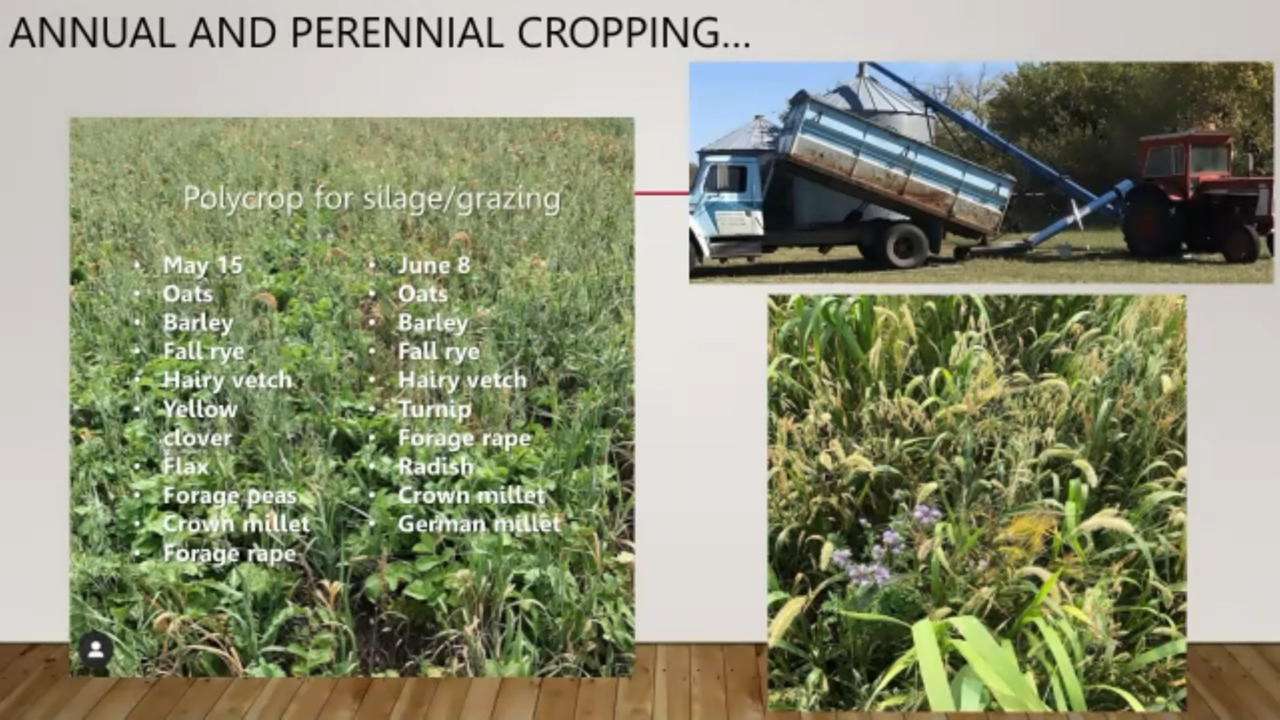 ANNUAL AND PERENNIAL CROPPING...
Polycrop for silage/grazing
• May 15
• Oats
• Barley
• Fall rye
• Hairy vetch
• Yellow
clover
• Flax
• Forage peas
• Crown millet
• Forage rape
• June 8
• Oats
• Barley
• Fall rye
• Hairy vetch
• Turnip
• Forage rape
• Radish
• Crown millet
• German millet